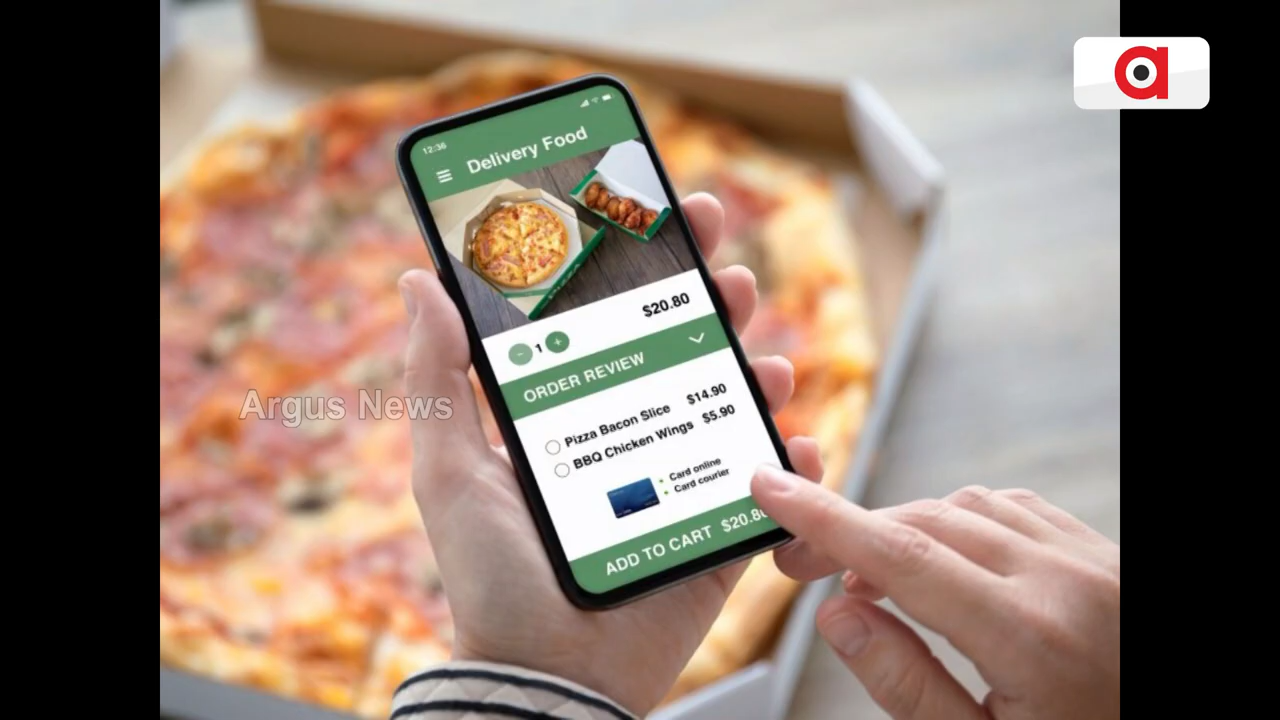 12:36
Delivery Food
$20.80
1
ORDER REVIEW
Pizza Bacon Slice $14.90
BBQ Chicken Wings $5.90
Card online
Card courier
ADD TO CART $20.80
Argus News